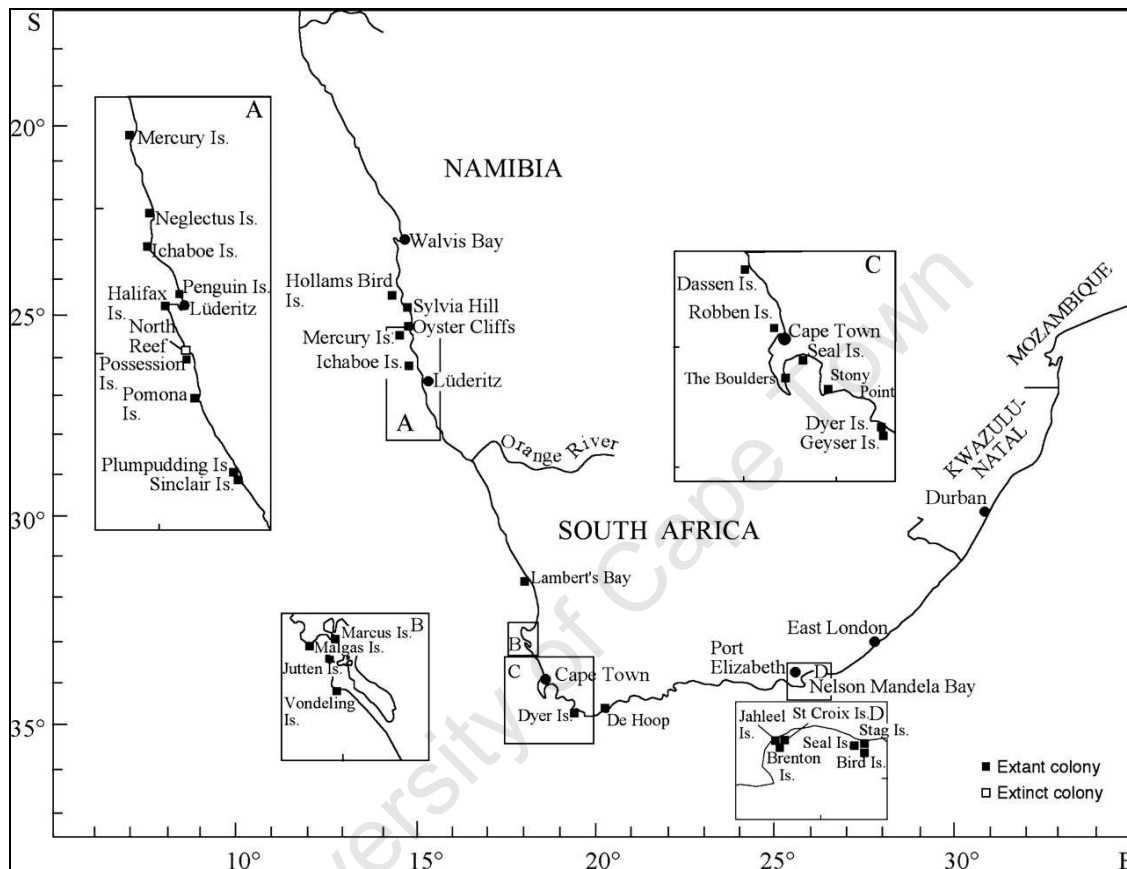 S
20°
25°
30°
35°
10°
15°
20°
25°
30°
E
NAMIBIA
Walvis Bay
Hollams Bird
Is.
Sylvia Hill
Oyster Cliffs
Mercury Is.
Ichaboe Is.
Lüderitz
A
Orange River
SOUTH AFRICA
Lambert's Bay
B
C
Cape Town
Dyer Is.
De Hoop
Port
Elizabeth
D
Nelson Mandela Bay
East London
Durban
KWAZULU-
NATAL
MOZAMBIQUE
A
Mercury Is.
Neglectus Is.
Ichaboe Is.
Penguin Is.
Halifax
Is.
Lüderitz
North
Reef
Possession
Is.
Pomona
Is.
Plumpudding Is.
Sinclair Is.
B
Marcus Is.
Malgas Is.
Jutten Is.
Vondeling
Is.
C
Dassen Is.
Robben Is.
Cape Town
Seal Is.
The Boulders
Stony
Point
Dyer Is.
Geyser Is.
D
St Croix Is.
Jahleel
Is.
Stag Is.
Seal Is.
Brenton
Is.
Bird Is.
Extant colony
Extinct colony
versity of Cape Town